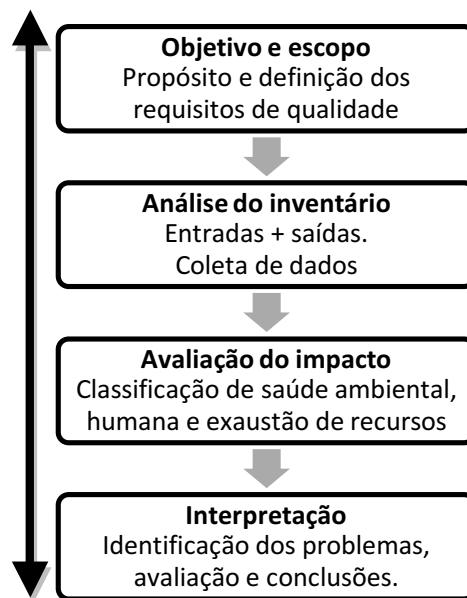 Objetivo e escopo
Propósito e definição dos
requisitos de qualidade
Análise do inventário
Entradas + saídas.
Coleta de dados
Avaliação do impacto
Classificação de saúde ambiental,
humana e exaustão de recursos
Interpretação
Identificação dos problemas,
avaliação e conclusões.